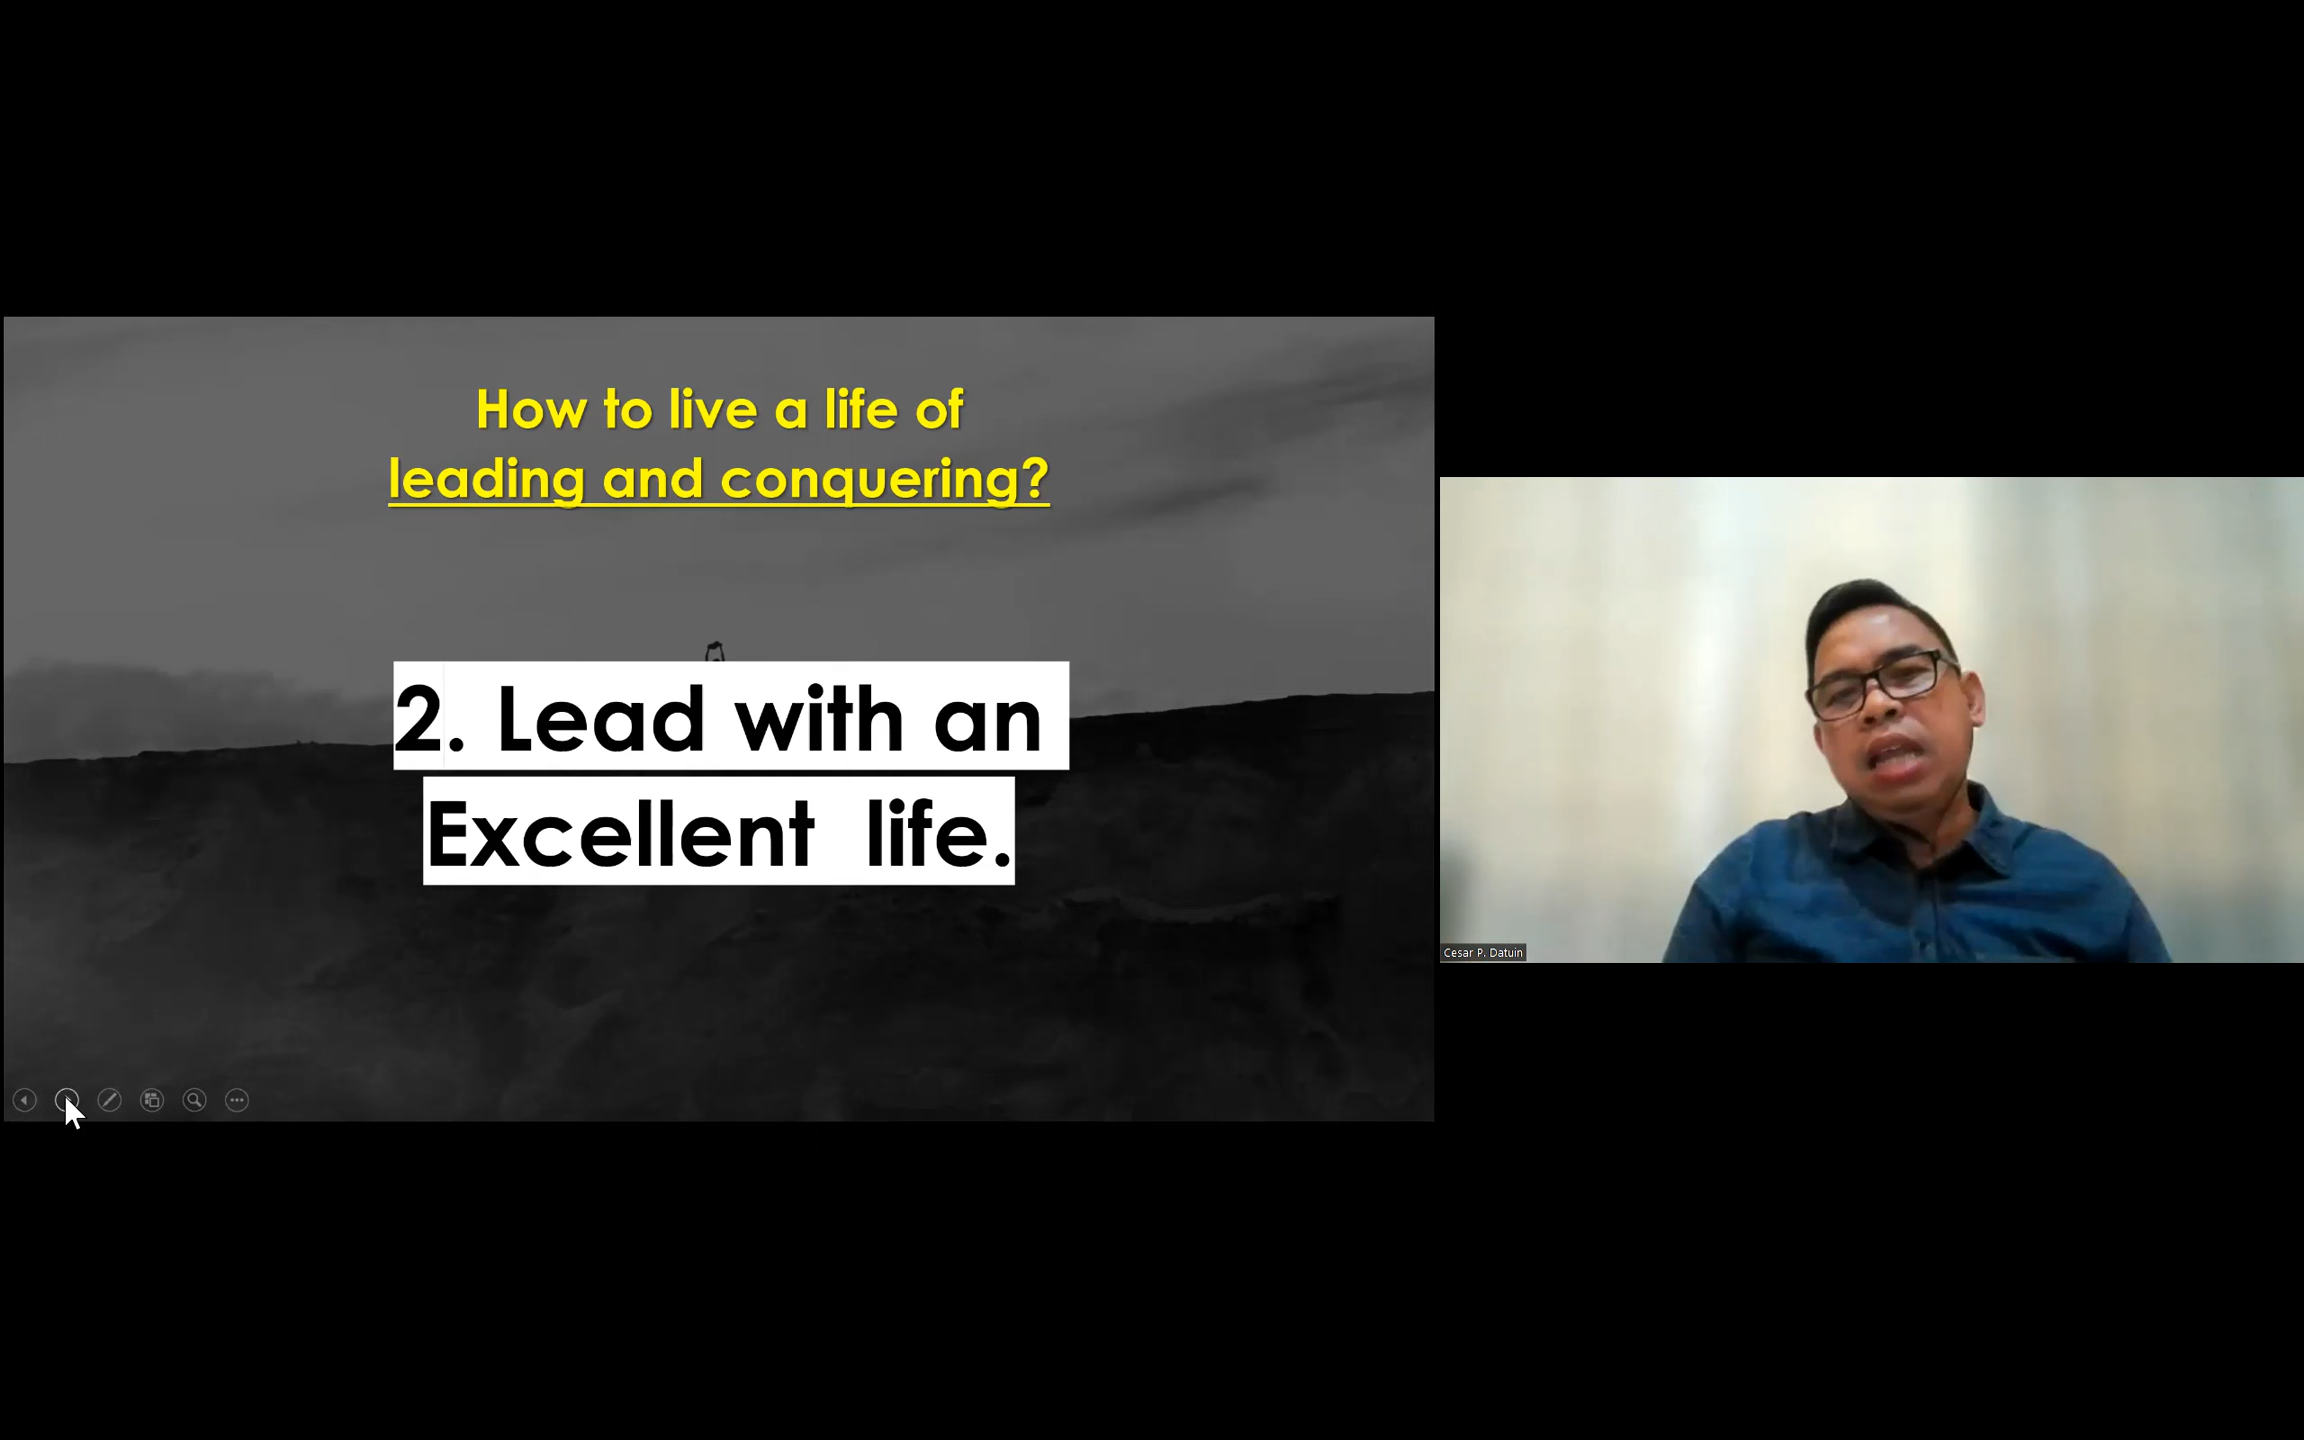 How to live a life of
leading and conquering?
2. Lead with an
Excellent life.
Cesar P. Datuin